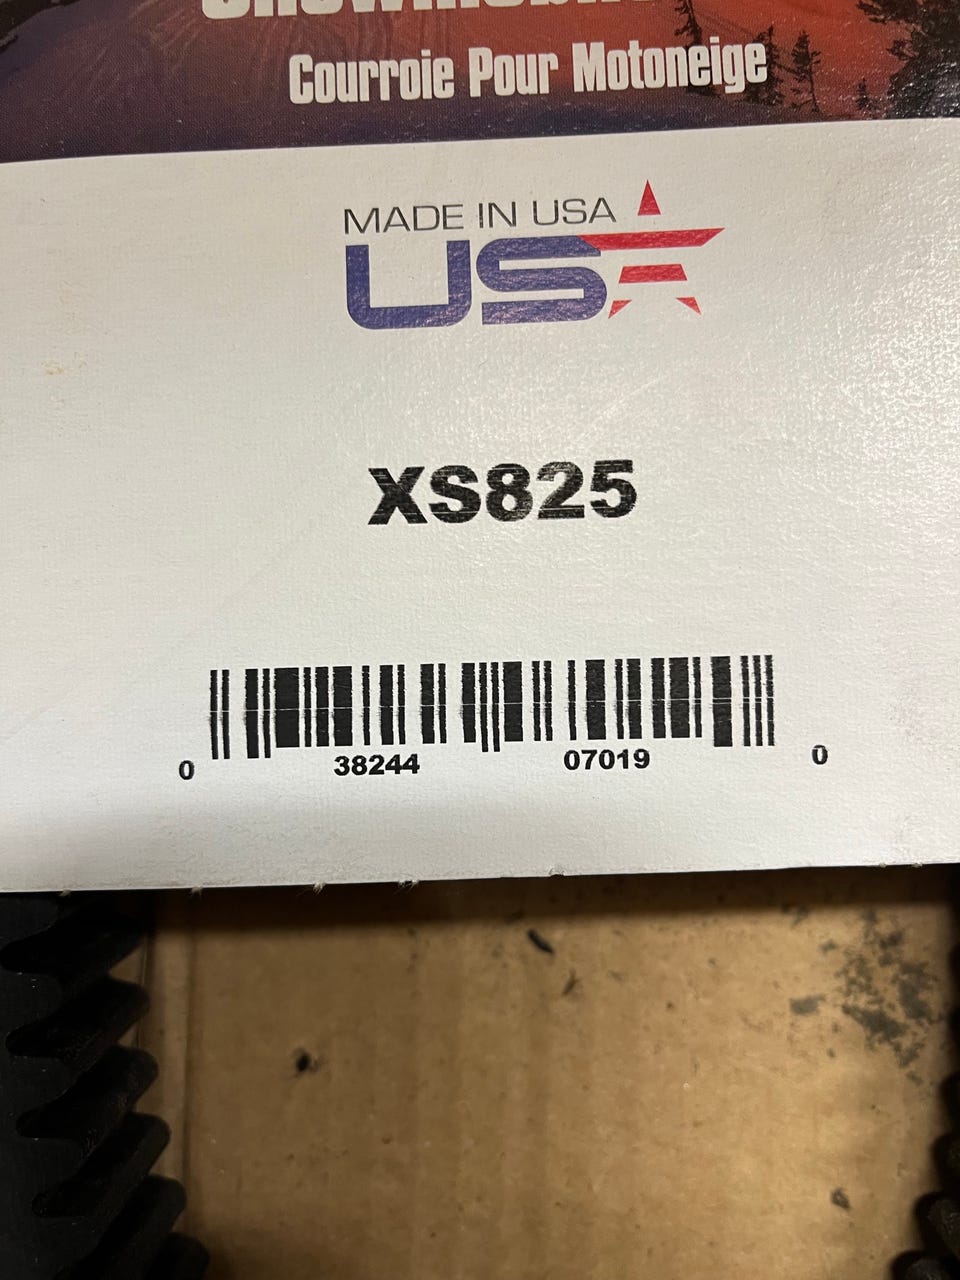 Courroie Pour Motoneige
MADE IN USA
USA
XS825
0 38244 07019 0